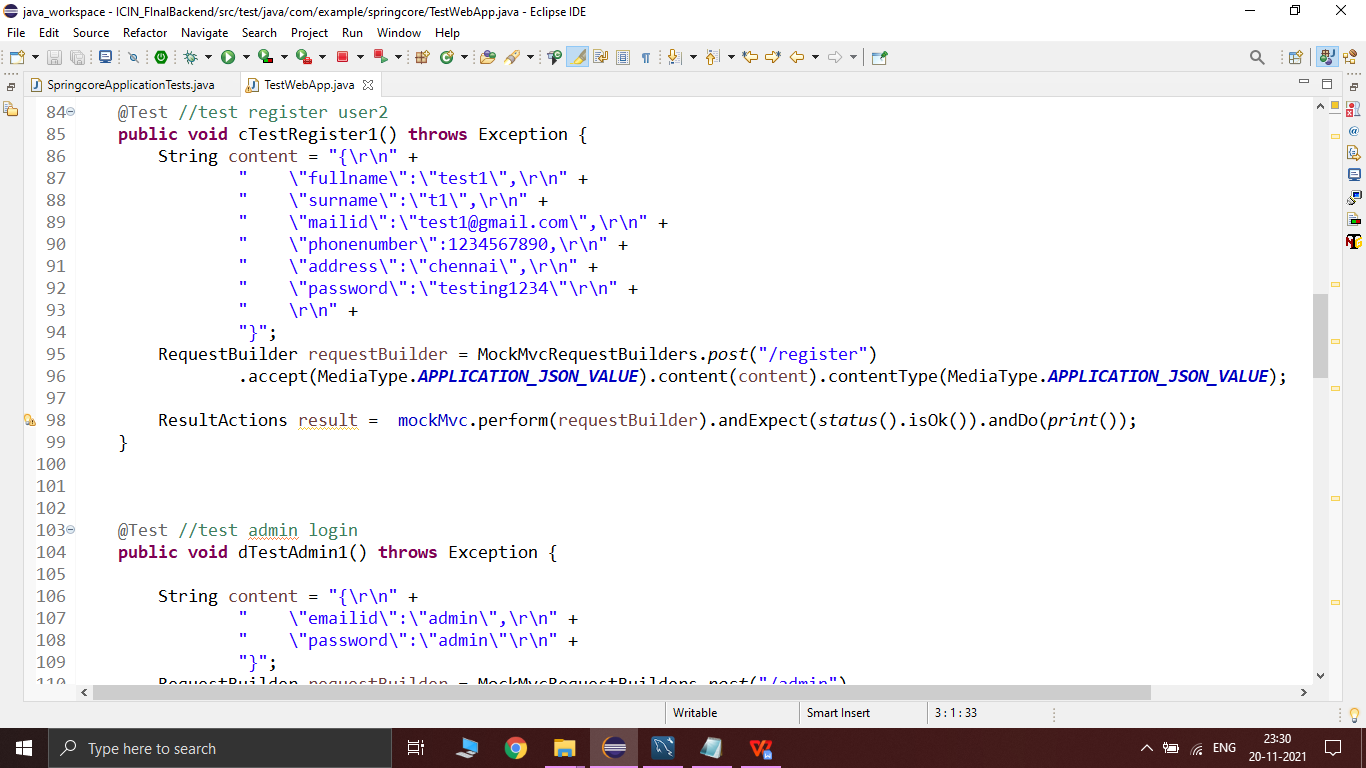 java_workspace - ICIN_FInalBackend/src/test/java/com/example/springcore/TestWebApp.java - Eclipse IDE
File Edit Source Refactor Navigate Search Project Run Window Help
SpringcoreApplicationTests.java TestWebApp.java
84 @Test //test register user2
85 public void cTestRegister1() throws Exception {
86 String content = "{\r\n" +
87 " \"fullname\":\"test1\",\r\n" +
88 " \"surname\":\"t1\",\r\n" +
89 " \"mailid\":\"test1@gmail.com\",\r\n" +
90 " \"phonenumber\":1234567890,\r\n" +
91 " \"address\":\"chennai\",\r\n" +
92 " \"password\":\"testing1234\"\r\n" +
93 " \r\n" +
94 "}";
95 RequestBuilder requestBuilder = MockMvcRequestBuilders.post("/register")
96 .accept(MediaType.APPLICATION_JSON_VALUE).content(content).contentType(MediaType.APPLICATION_JSON_VALUE);
97
98 ResultActions result = mockMvc.perform(requestBuilder).andExpect(status().isOk()).andDo(print());
99 }
100
101
102
103 @Test //test admin login
104 public void dTestAdmin1() throws Exception {
105
106 String content = "{\r\n" +
107 " \"emailid\":\"admin\",\r\n" +
108 " \"password\":\"admin\"\r\n" +
109 "}";
110 RequestBuilder requestBuilder = MockMvcRequestBuilders.post("/admin")
Writable Smart Insert 3 : 1 : 33
Type here to search
ENG
23:30
20-11-2021